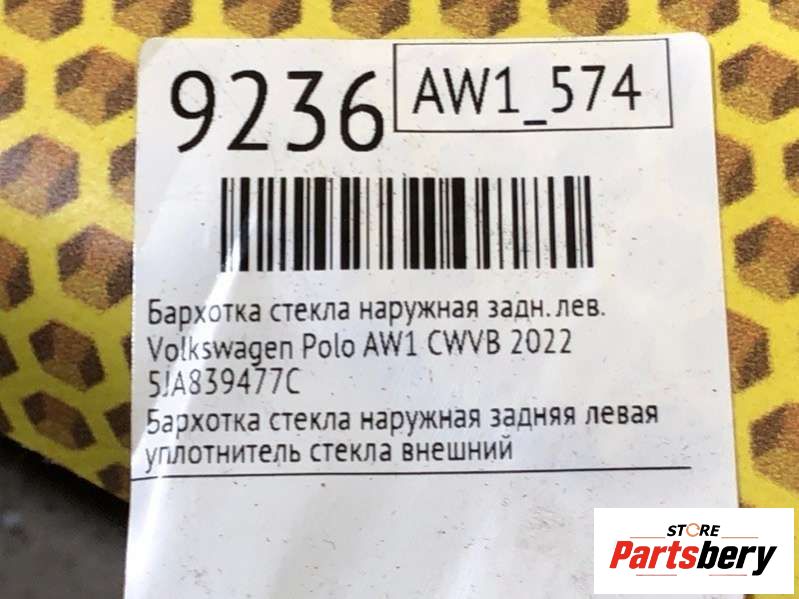 9236
AW1_574
Бархотка стекла наружная задн. лев.
Volkswagen Polo AW1 CWVB 2022
5JA839477C
Бархотка стекла наружная задняя левая
уплотнитель стекла внешний
STORE
Partsbery